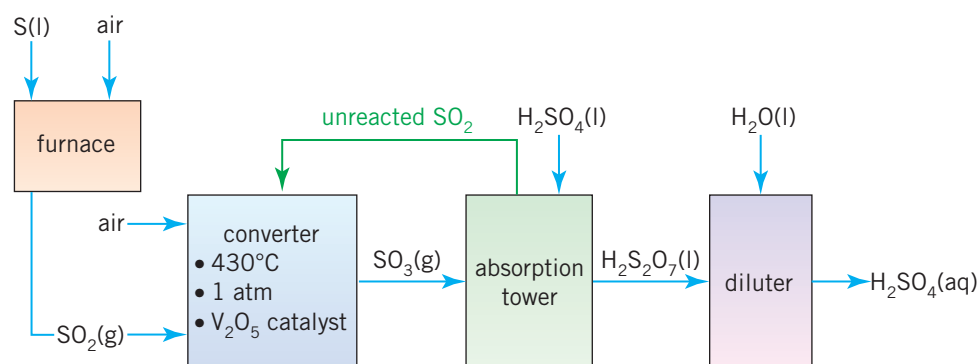 S(l) air
furnace
unreacted SO₂
H₂SO₄(l)
H₂O(l)
air
converter
• 430°C
• 1 atm
• V₂O₅ catalyst
SO₂(g)
SO₃(g)
absorption
tower
H₂S₂O₇(l)
diluter
H₂SO₄(aq)